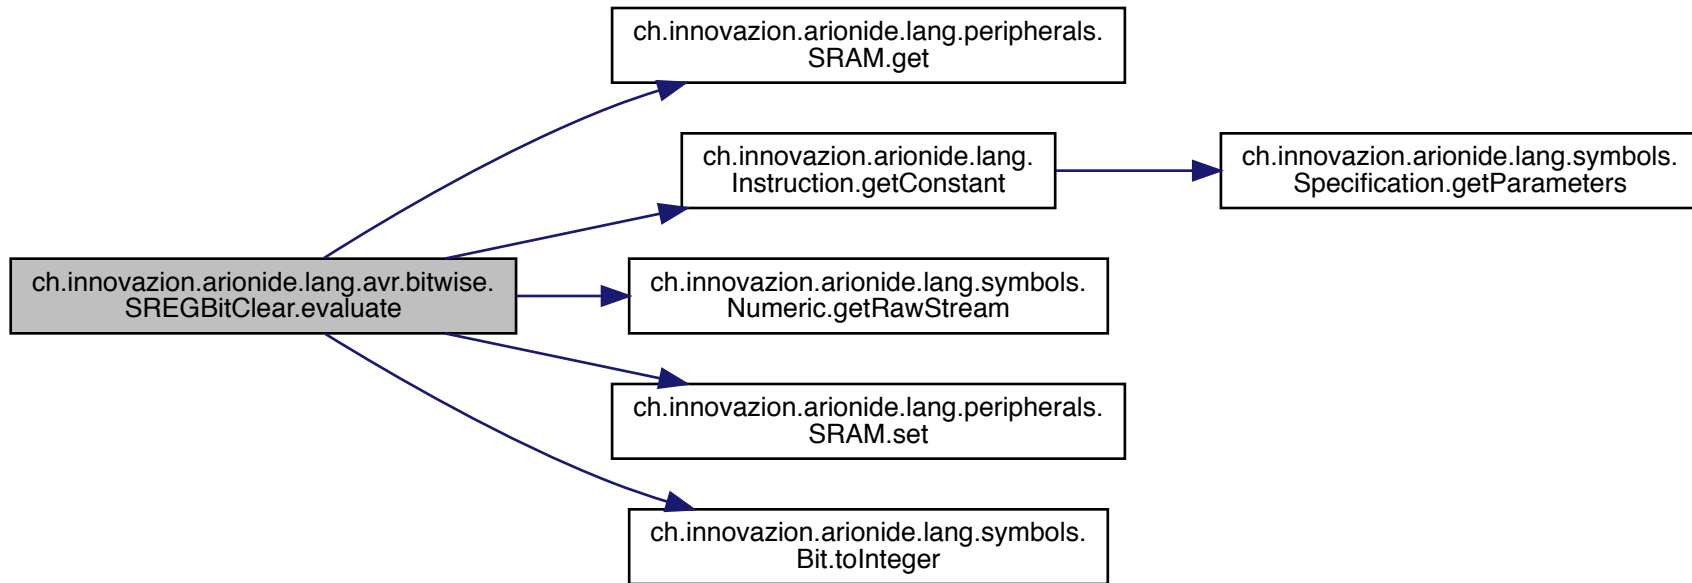 ch.innovazion.arionide.lang.peripherals.
SRAM.get
ch.innovazion.arionide.lang.
Instruction.getConstant
ch.innovazion.arionide.lang.symbols.
Specification.getParameters
ch.innovazion.arionide.lang.avr.bitwise.
SREGBitClear.evaluate
ch.innovazion.arionide.lang.symbols.
Numeric.getRawStream
ch.innovazion.arionide.lang.peripherals.
SRAM.set
ch.innovazion.arionide.lang.symbols.
Bit.toInteger